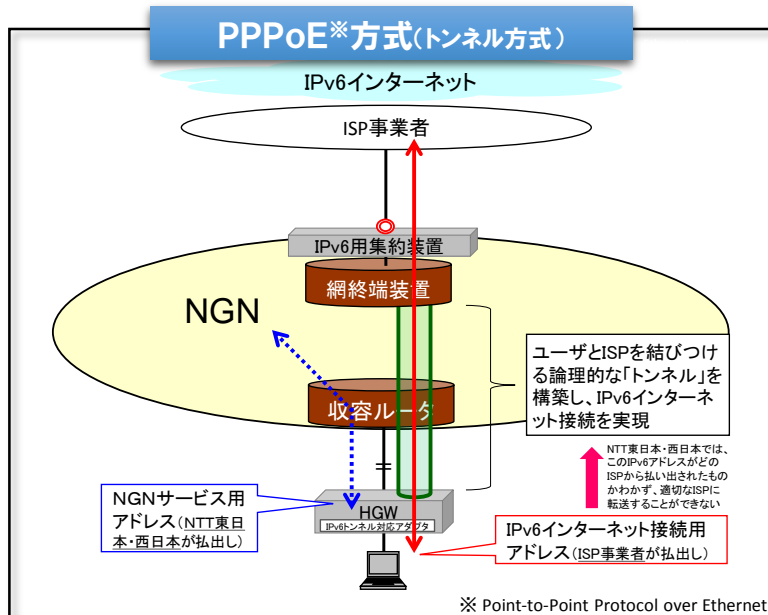 PPPoE※方式(トンネル方式)
IPv6インターネット
ISP事業者
IPv6用集約装置
網終端装置
NGN
ユーザとISPを結びつけ
る論理的な「トンネル」を
構築し、IPv6インターネ
ット接続を実現
収容ルータ
NTT東日本・西日本では、
このIPv6アドレスがどの
ISPから払い出されたもの
かわからず、適切なISPに
転送することができない
NGNサービス用
アドレス(NTT東日
本・西日本が払出し)
HGW
IPv6トンネル対応アダプタ
IPv6インターネット接続用
アドレス(ISP事業者が払出し)
※ Point-to-Point Protocol over Ethernet